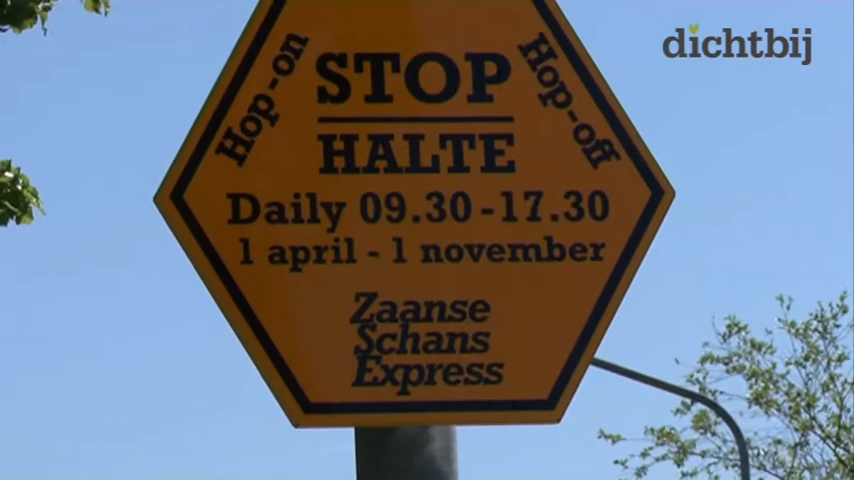 dichtbij
Hop-on
STOP
Hop-off
HALTE
Daily 09.30-17.30
1 april - 1 november
Zaanse
Schans
Express